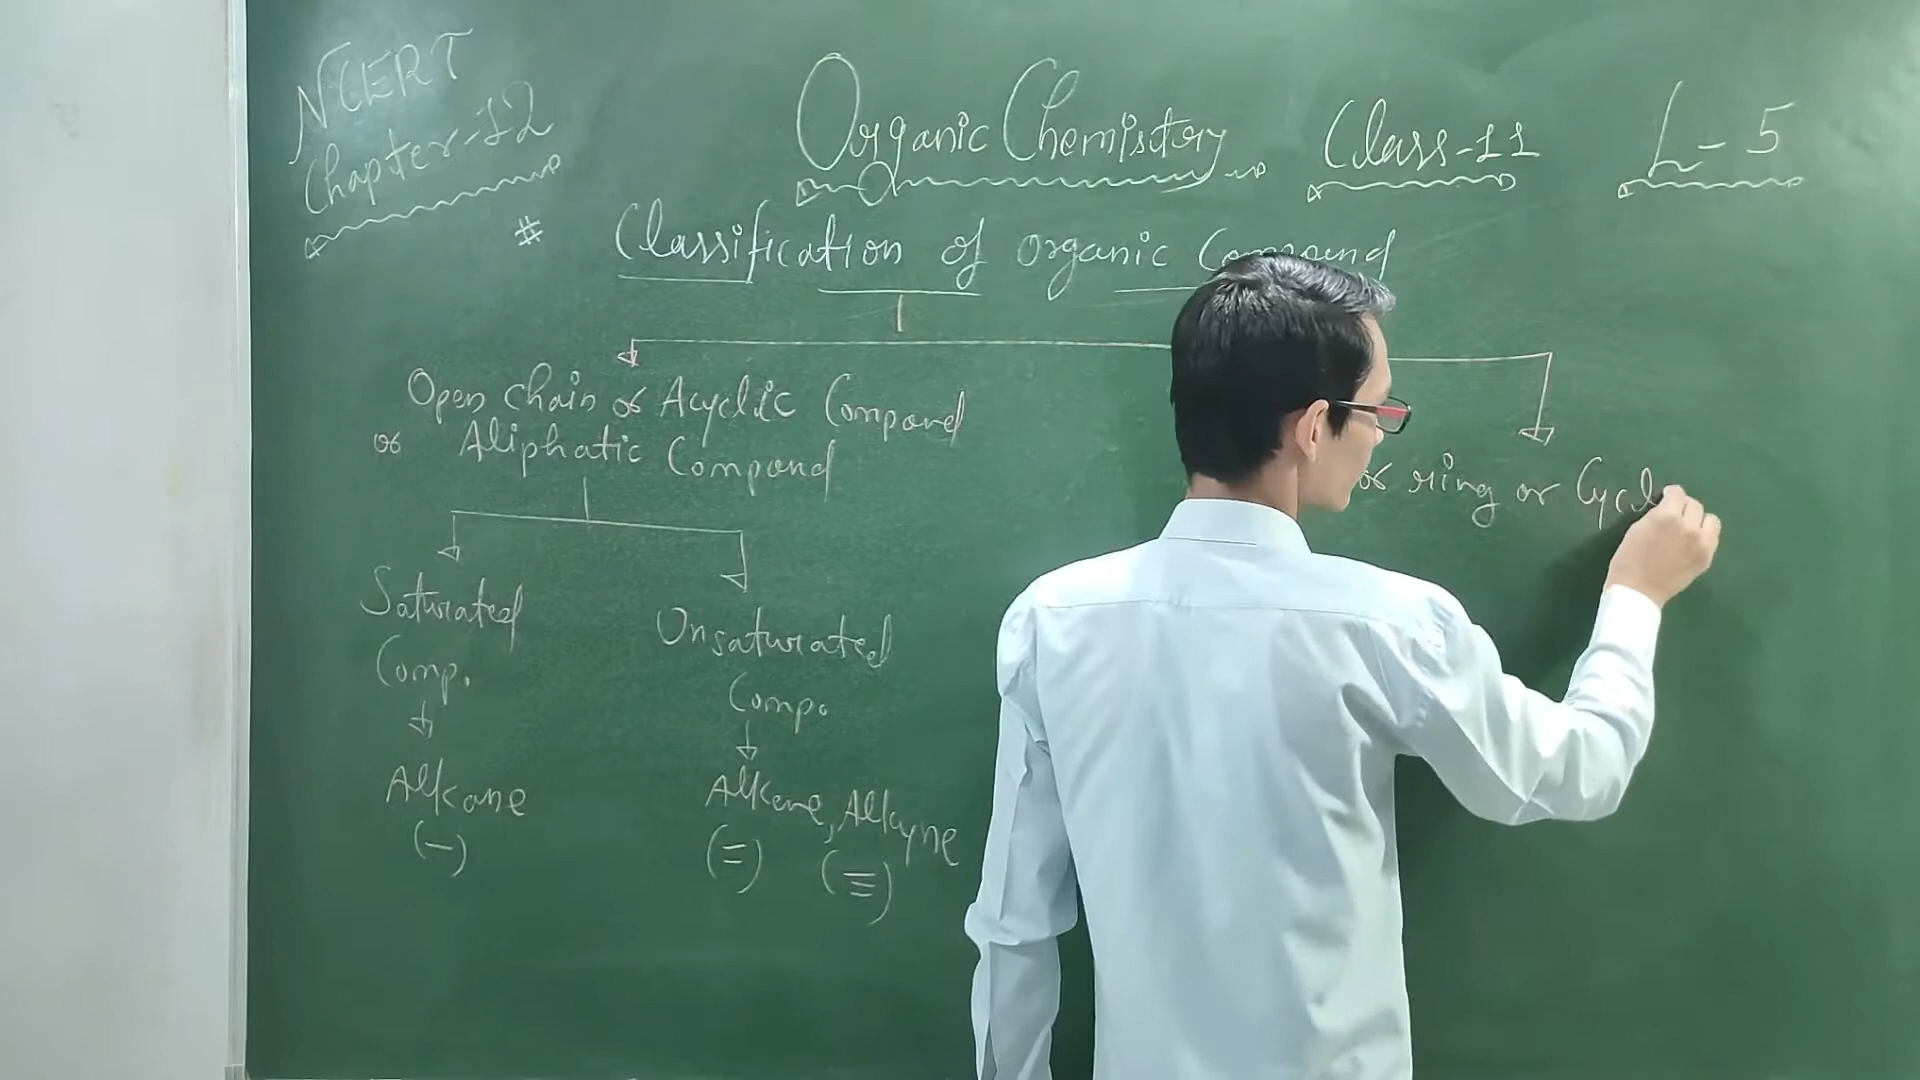 NCERT
Chapter-12
Organic Chemistory Class-11 L-5
# Classification of organic Compound
Open chain or Acyclic Compound
or Aliphatic Compound
or ring or Cycl
Saturated
Comp.
Alkane
(-)
Unsaturated
Comp.
Alkene, Alkyne
(=) (≡)